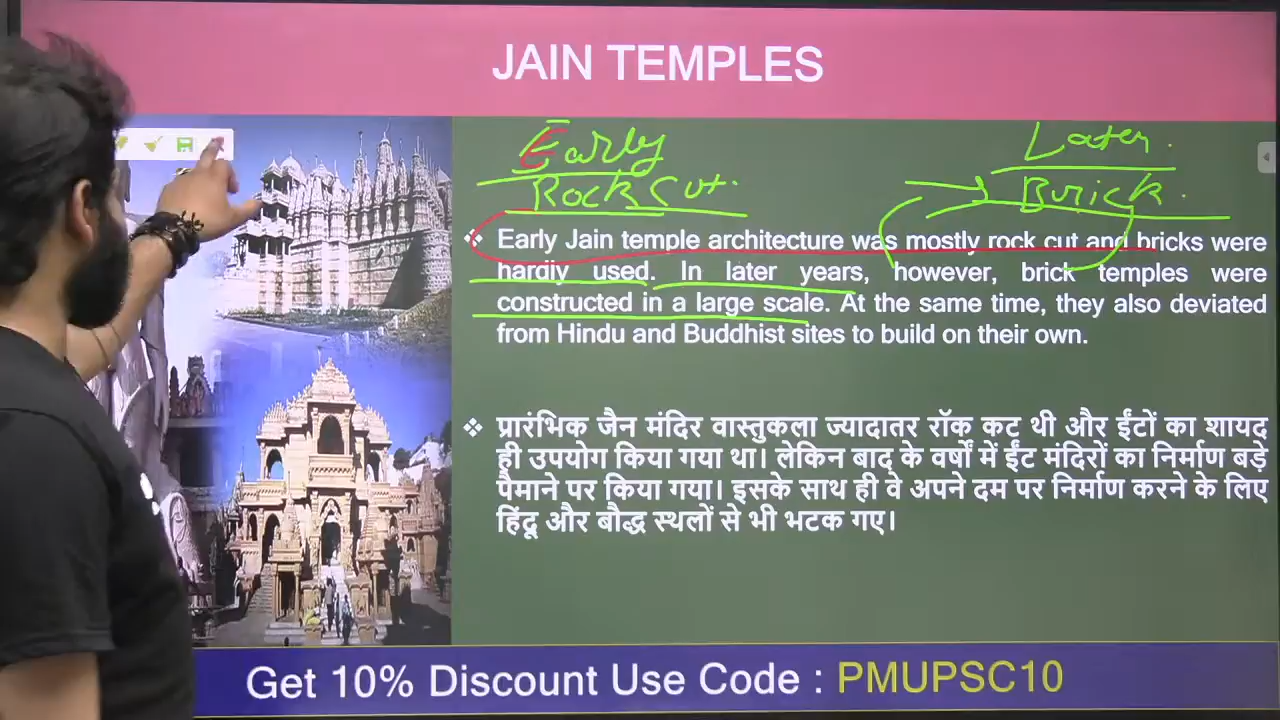 JAIN TEMPLES
Early
Later.
Rock Cut.
Burick.
❖ Early Jain temple architecture was mostly rock cut and bricks were
hardly used. In later years, however, brick temples were
constructed in a large scale. At the same time, they also deviated
from Hindu and Buddhist sites to build on their own.
❖ प्रारंभिक जैन मंदिर वास्तुकला ज्यादातर रॉक कट थी और ईंटों का शायद
ही उपयोग किया गया था। लेकिन बाद के वर्षों में ईंट मंदिरों का निर्माण बड़े
पैमाने पर किया गया। इसके साथ ही वे अपने दम पर निर्माण करने के लिए
हिंदू और बौद्ध स्थलों से भी भटक गए।
Get 10% Discount Use Code : PMUPSC10